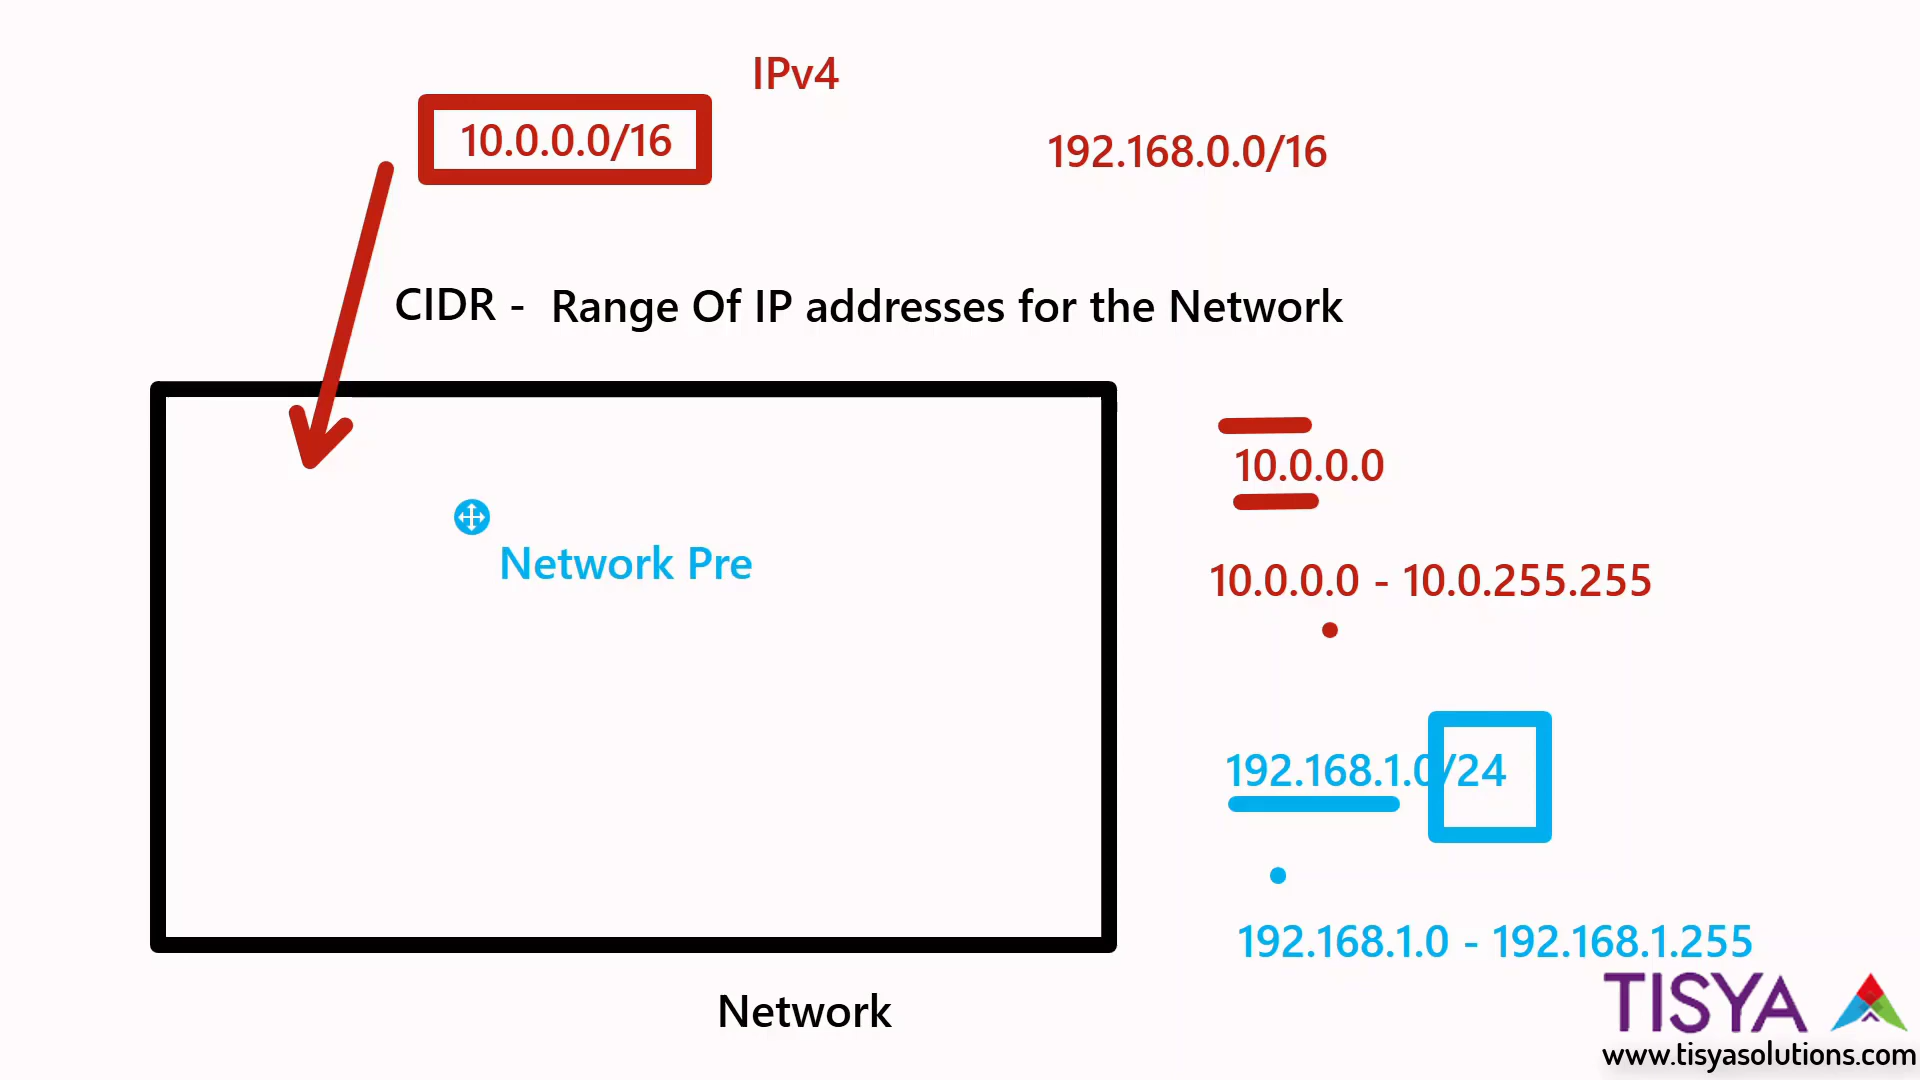 IPv4
10.0.0.0/16
192.168.0.0/16
CIDR - Range Of IP addresses for the Network
10.0.0.0
Network Pre
10.0.0.0 - 10.0.255.255
192.168.1.0/24
192.168.1.0 - 192.168.1.255
Network
TISYA
www.tisyasolutions.com